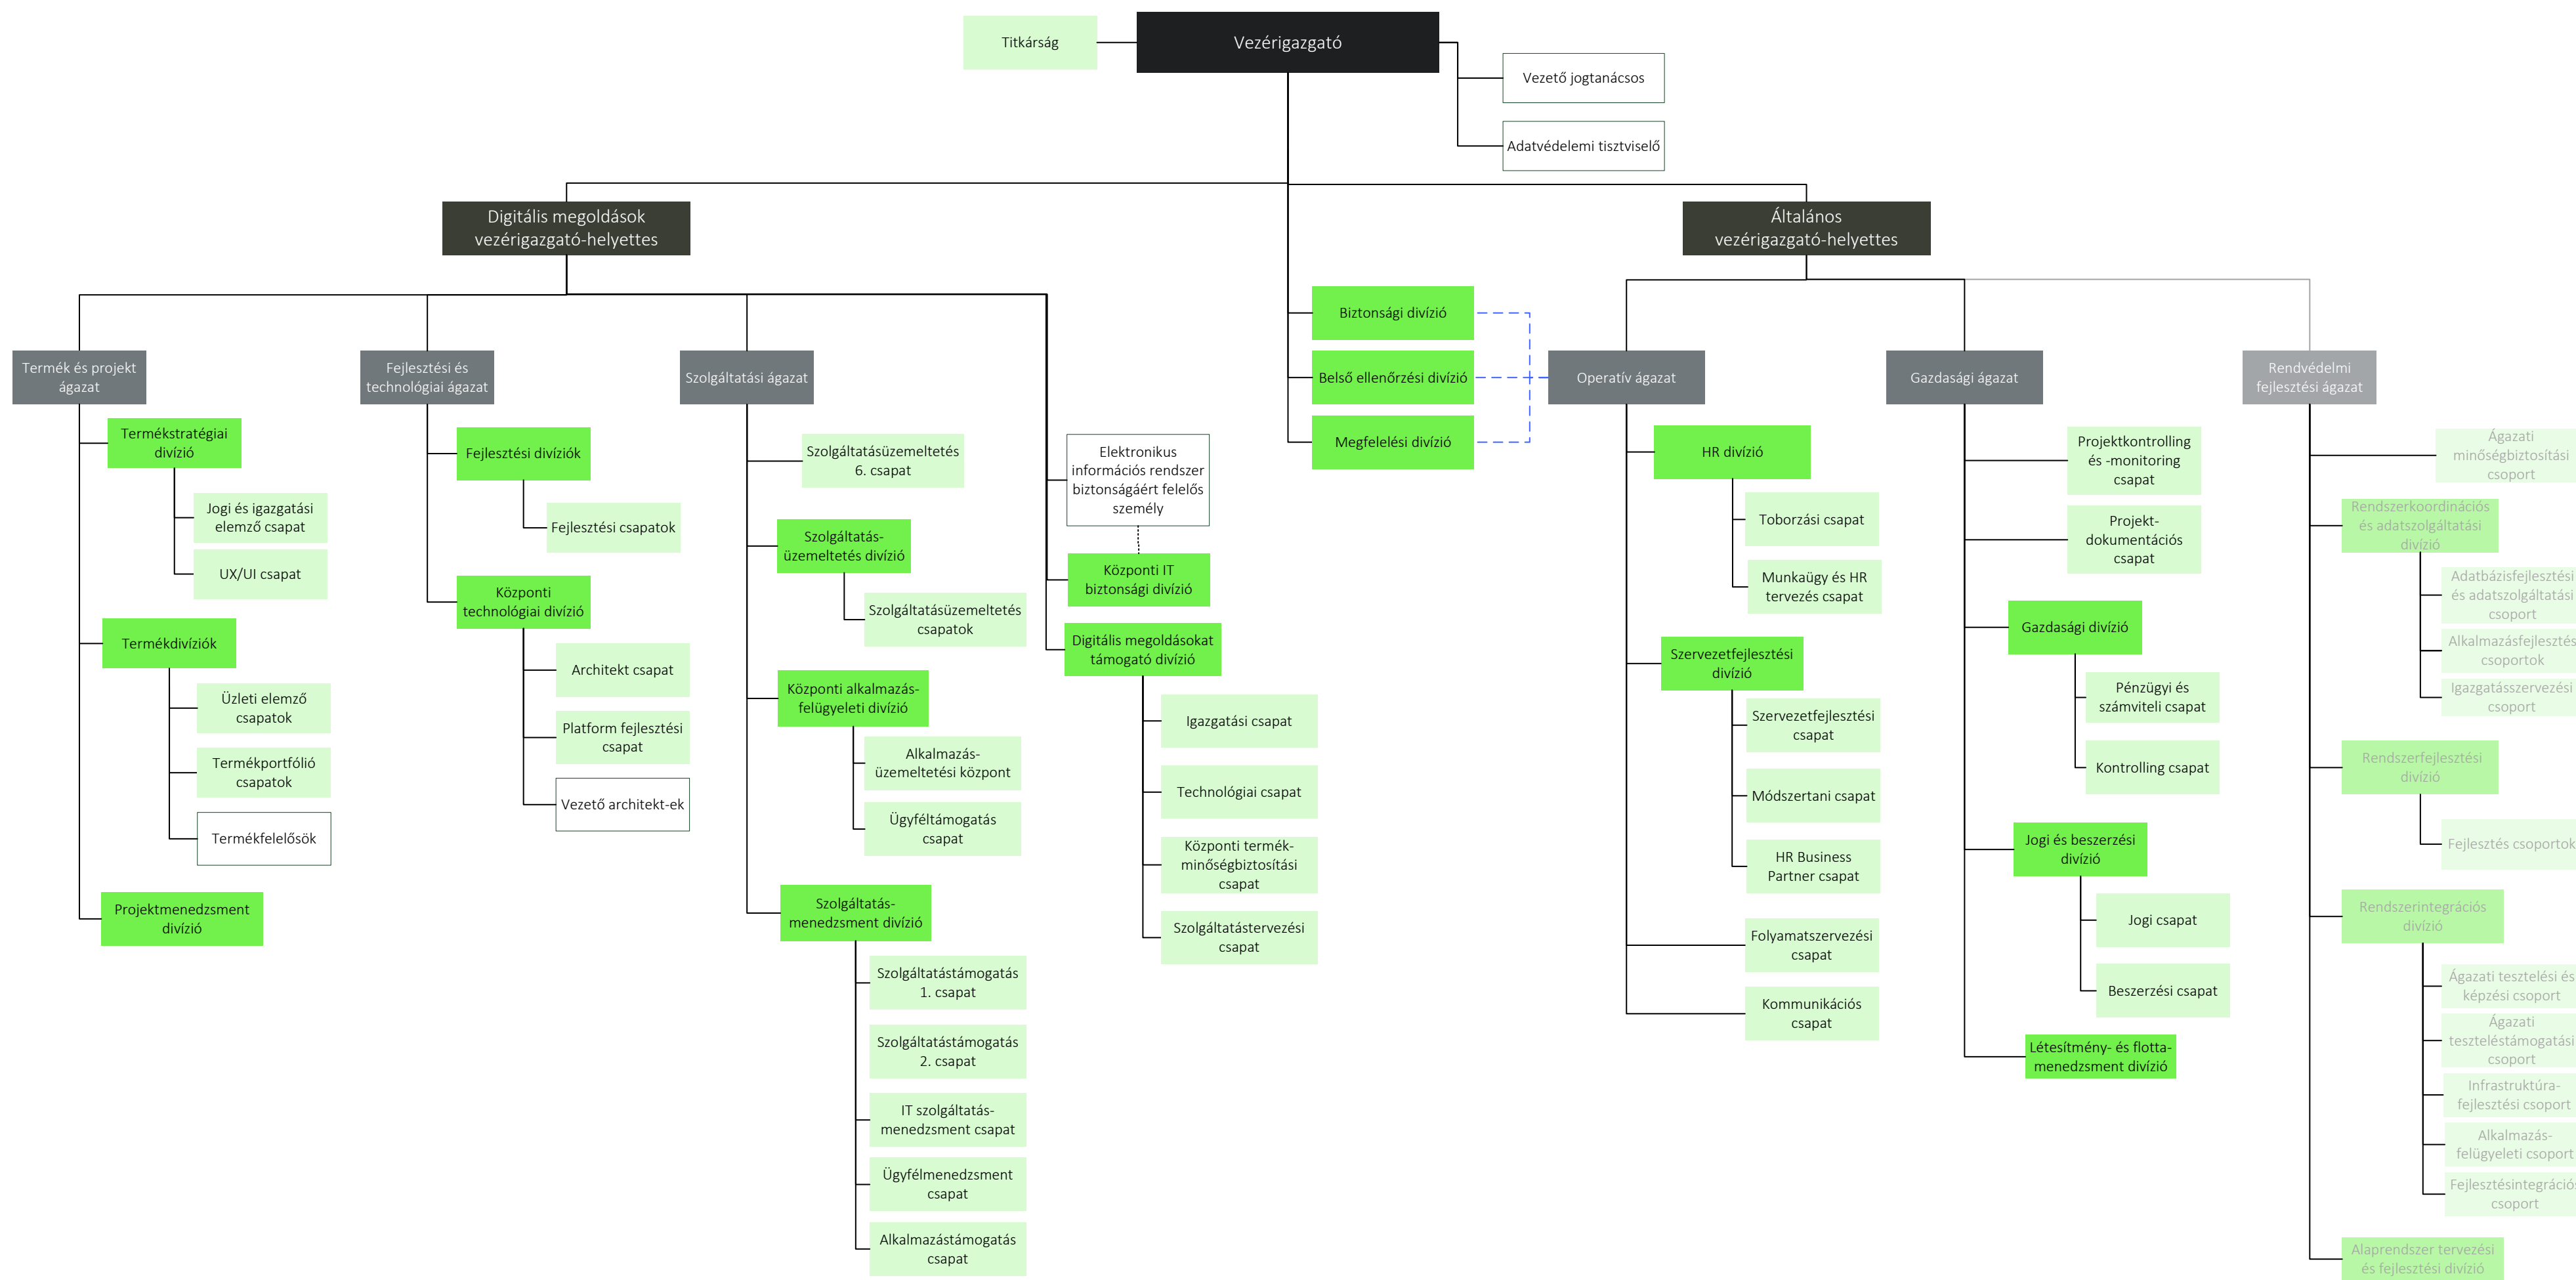 Titkárság
Vezérigazgató
Vezető jogtanácsos
Adatvédelmi tisztviselő
Digitális megoldások
vezérigazgató-helyettes
Általános
vezérigazgató-helyettes
Biztonsági divízió
Belső ellenőrzési divízió
Megfelelési divízió
Termék és projekt
ágazat
Termékstratégiai
divízió
Jogi és igazgatási
elemző csapat
UX/UI csapat
Termékdivíziók
Üzleti elemző
csapatok
Termékportfólió
csapatok
Termékfelelősök
Projektmenedzsment
divízió
Fejlesztési és
technológiai ágazat
Fejlesztési divíziók
Fejlesztési csapatok
Központi
technológiai divízió
Architekt csapat
Platform fejlesztési
csapat
Vezető architekt-ek
Szolgáltatási ágazat
Szolgáltatásüzemeltetés
6. csapat
Szolgáltatás-
üzemeltetés divízió
Szolgáltatásüzemeltetés
csapatok
Központi alkalmazás-
felügyeleti divízió
Alkalmazás-
üzemeltetési központ
Ügyféltámogatás
csapat
Szolgáltatás-
menedzsment divízió
Szolgáltatástámogatás
1. csapat
Szolgáltatástámogatás
2. csapat
IT szolgáltatás-
menedzsment csapat
Ügyfélmenedzsment
csapat
Alkalmazástámogatás
csapat
Elektronikus
információs rendszer
biztonságáért felelős
személy
Központi IT
biztonsági divízió
Digitális megoldásokat
támogató divízió
Igazgatási csapat
Technológiai csapat
Központi termék-
minőségbiztosítási
csapat
Szolgáltatástervezési
csapat
Operatív ágazat
HR divízió
Toborzási csapat
Munkaügy és HR
tervezés csapat
Szervezetfejlesztési
divízió
Szervezetfejlesztési
csapat
Módszertani csapat
HR Business
Partner csapat
Folyamatszervezési
csapat
Kommunikációs
csapat
Gazdasági ágazat
Projektkontrolling
és -monitoring
csapat
Projekt-
dokumentációs
csapat
Gazdasági divízió
Pénzügyi és
számviteli csapat
Kontrolling csapat
Jogi és beszerzési
divízió
Jogi csapat
Beszerzési csapat
Létesítmény- és flotta-
menedzsment divízió
Rendvédelmi
fejlesztési ágazat
Ágazati
minőségbiztosítási
csoport
Rendszerkoordinációs
és adatszolgáltatási
divízió
Adatbázisfejlesztési
és adatszolgáltatási
csoport
Alkalmazásfejlesztés
csoportok
Igazgatásszervezési
csoport
Rendszerfejlesztési
divízió
Fejlesztés csoportok
Rendszerintegrációs
divízió
Ágazati tesztelési és
képzési csoport
Ágazati
teszteléstámogatási
csoport
Infrastruktúra-
fejlesztési csoport
Alkalmazás-
felügyeleti csoport
Fejlesztésintegrációs
csoport
Alaprendszer tervezési
és fejlesztési divízió